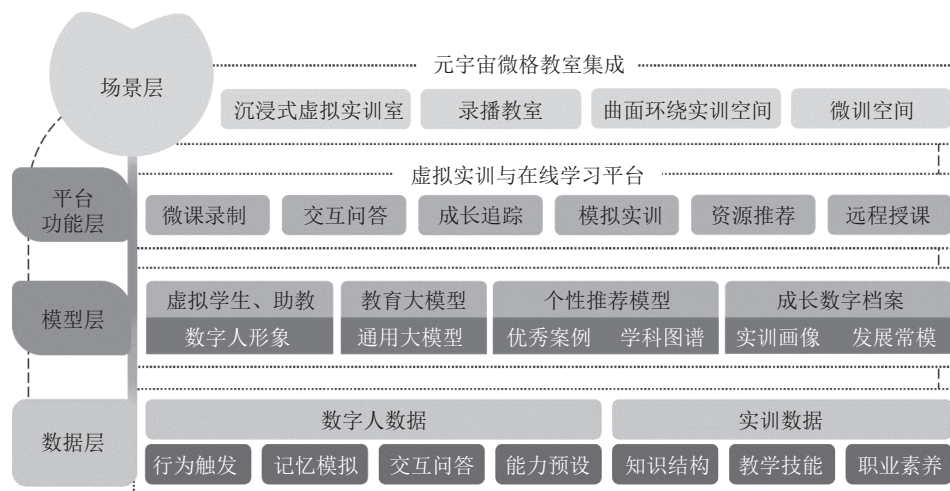 场景层
元宇宙微格教室集成
沉浸式虚拟实训室 录播教室 曲面环绕实训空间 微训空间
虚拟实训与在线学习平台
平台
功能层
微课录制 交互问答 成长追踪 模拟实训 资源推荐 远程授课
模型层
虚拟学生、助教 教育大模型 个性推荐模型 成长数字档案
数字人形象 通用大模型 优秀案例 学科图谱 实训画像 发展常模
数据层
数字人数据 实训数据
行为触发 记忆模拟 交互问答 能力预设 知识结构 教学技能 职业素养